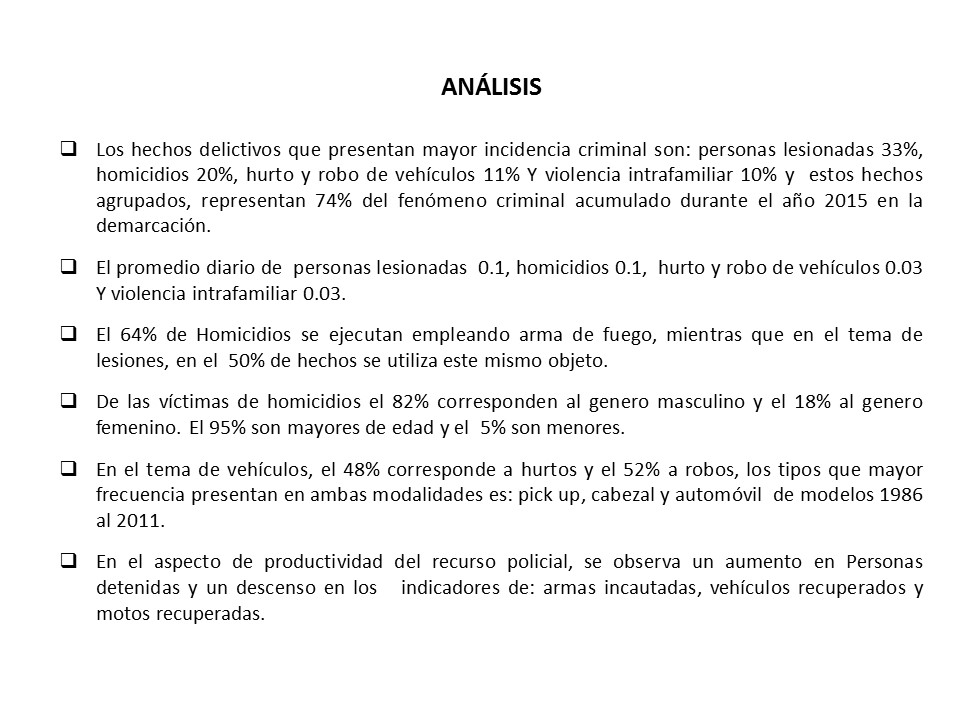 ANÁLISIS
Los hechos delictivos que presentan mayor incidencia criminal son: personas lesionadas 33%,
homicidios 20%, hurto y robo de vehículos 11% Y violencia intrafamiliar 10% y estos hechos
agrupados, representan 74% del fenómeno criminal acumulado durante el año 2015 en la
demarcación.
El promedio diario de personas lesionadas 0.1, homicidios 0.1, hurto y robo de vehículos 0.03
Y violencia intrafamiliar 0.03.
El 64% de Homicidios se ejecutan empleando arma de fuego, mientras que en el tema de
lesiones, en el 50% de hechos se utiliza este mismo objeto.
De las víctimas de homicidios el 82% corresponden al genero masculino y el 18% al genero
femenino. El 95% son mayores de edad y el 5% son menores.
En el tema de vehículos, el 48% corresponde a hurtos y el 52% a robos, los tipos que mayor
frecuencia presentan en ambas modalidades es: pick up, cabezal y automóvil de modelos 1986
al 2011.
En el aspecto de productividad del recurso policial, se observa un aumento en Personas
detenidas y un descenso en los indicadores de: armas incautadas, vehículos recuperados y
motos recuperadas.